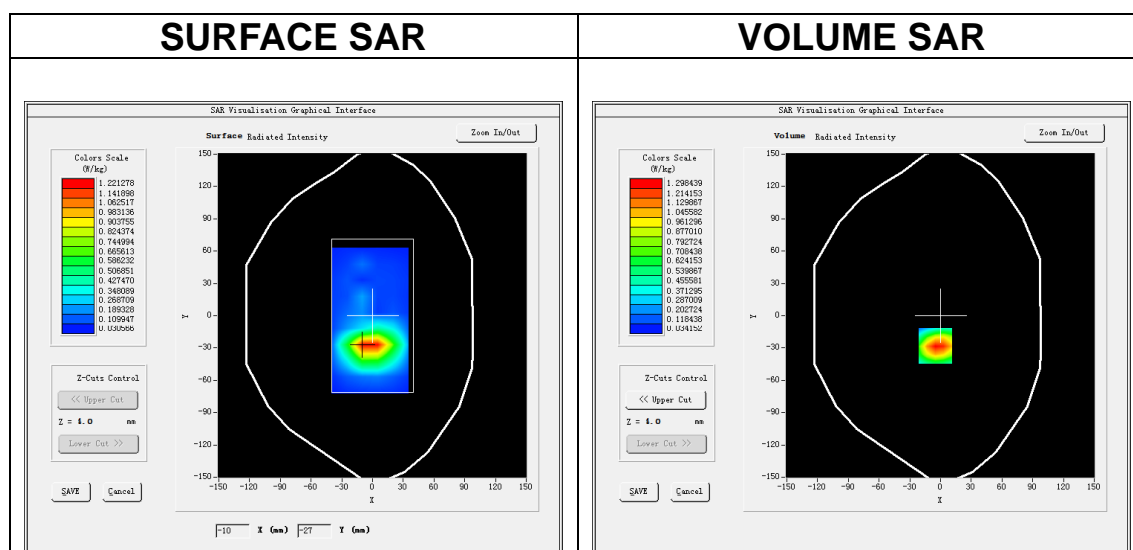 SURFACE SAR
VOLUME SAR
SAR Visualisation Graphical Interface
Surface Radiated Intensity
Zoom In/Out
Colors Scale
(W/kg)
1.221278
1.141898
1.062517
0.983136
0.903755
0.824374
0.744994
0.665613
0.586232
0.506851
0.427470
0.348089
0.268709
0.189328
0.109947
0.030566
150
120
90
60
30
0
-30
-60
-90
-120
-150
Y
-150 -120 -90 -60 -30 0 30 60 90 120 150
X
Z-Cuts Control
<< Upper Cut
Z = 4.0 mm
Lower Cut >>
SAVE
Cancel
-10 X (mm) -27 Y (mm)
SAR Visualisation Graphical Interface
Volume Radiated Intensity
Zoom In/Out
Colors Scale
(W/kg)
1.298439
1.214153
1.129867
1.045582
0.961296
0.877010
0.792724
0.708438
0.624153
0.539867
0.455581
0.371295
0.287009
0.202724
0.118438
0.034152
150
120
90
60
30
0
-30
-60
-90
-120
-150
Y
-150 -120 -90 -60 -30 0 30 60 90 120 150
X
Z-Cuts Control
<< Upper Cut
Z = 4.0 mm
Lower Cut >>
SAVE
Cancel